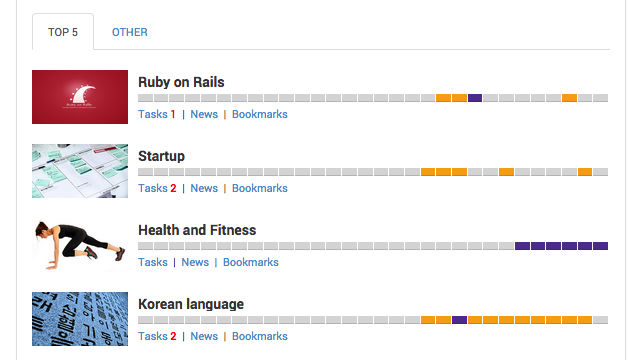 TOP 5 OTHER
Ruby on Rails
Tasks 1 | News | Bookmarks
Startup
Tasks 2 | News | Bookmarks
Health and Fitness
Tasks | News | Bookmarks
Korean language
Tasks 2 | News | Bookmarks